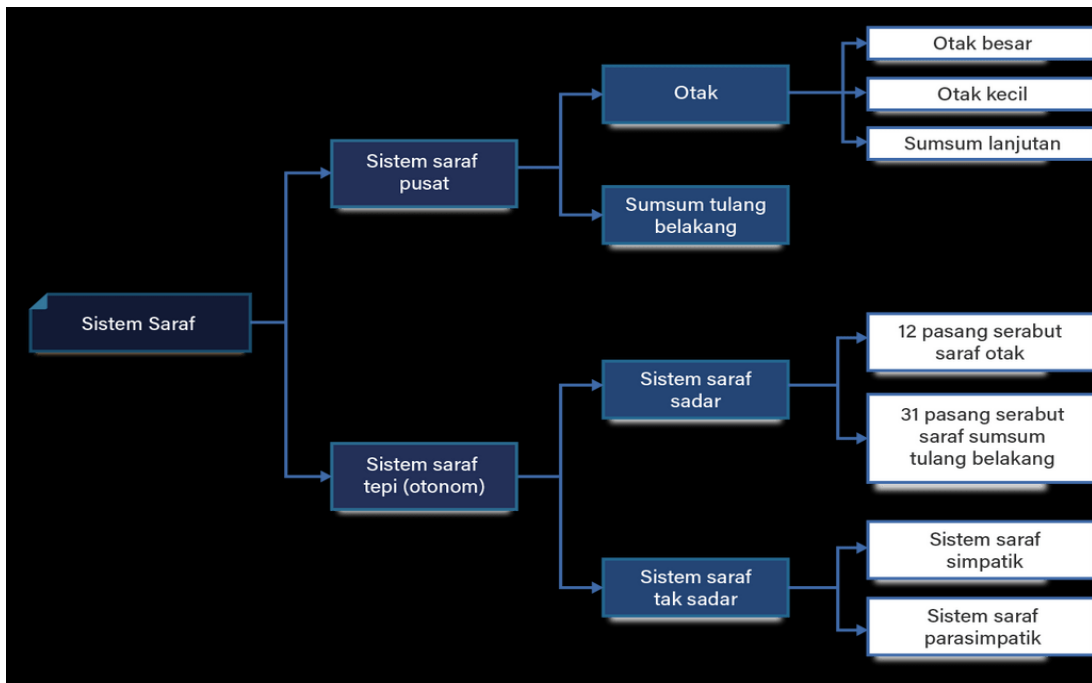 Sistem Saraf
Sistem saraf
pusat
Otak
Otak besar
Otak kecil
Sumsum lanjutan
Sumsum tulang
belakang
Sistem saraf
tepi (otonom)
Sistem saraf
sadar
12 pasang serabut
saraf otak
31 pasang serabut
saraf sumsum
tulang belakang
Sistem saraf
tak sadar
Sistem saraf
simpatik
Sistem saraf
parasimpatik